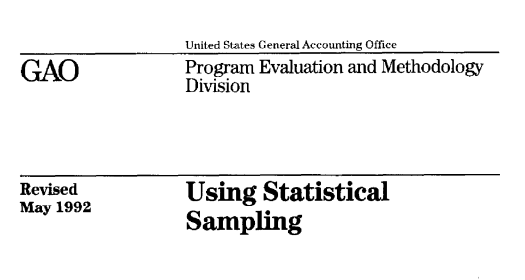 United States General Accounting Office
GAO
Program Evaluation and Methodology
Division
Revised
May 1992
Using Statistical
Sampling